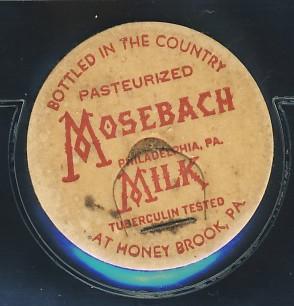 BOTTLED IN THE COUNTRY
PASTEURIZED
MOSEBACH
PHILADELPHIA, PA.
MILK
TUBERCULIN TESTED
AT HONEY BROOK, PA.